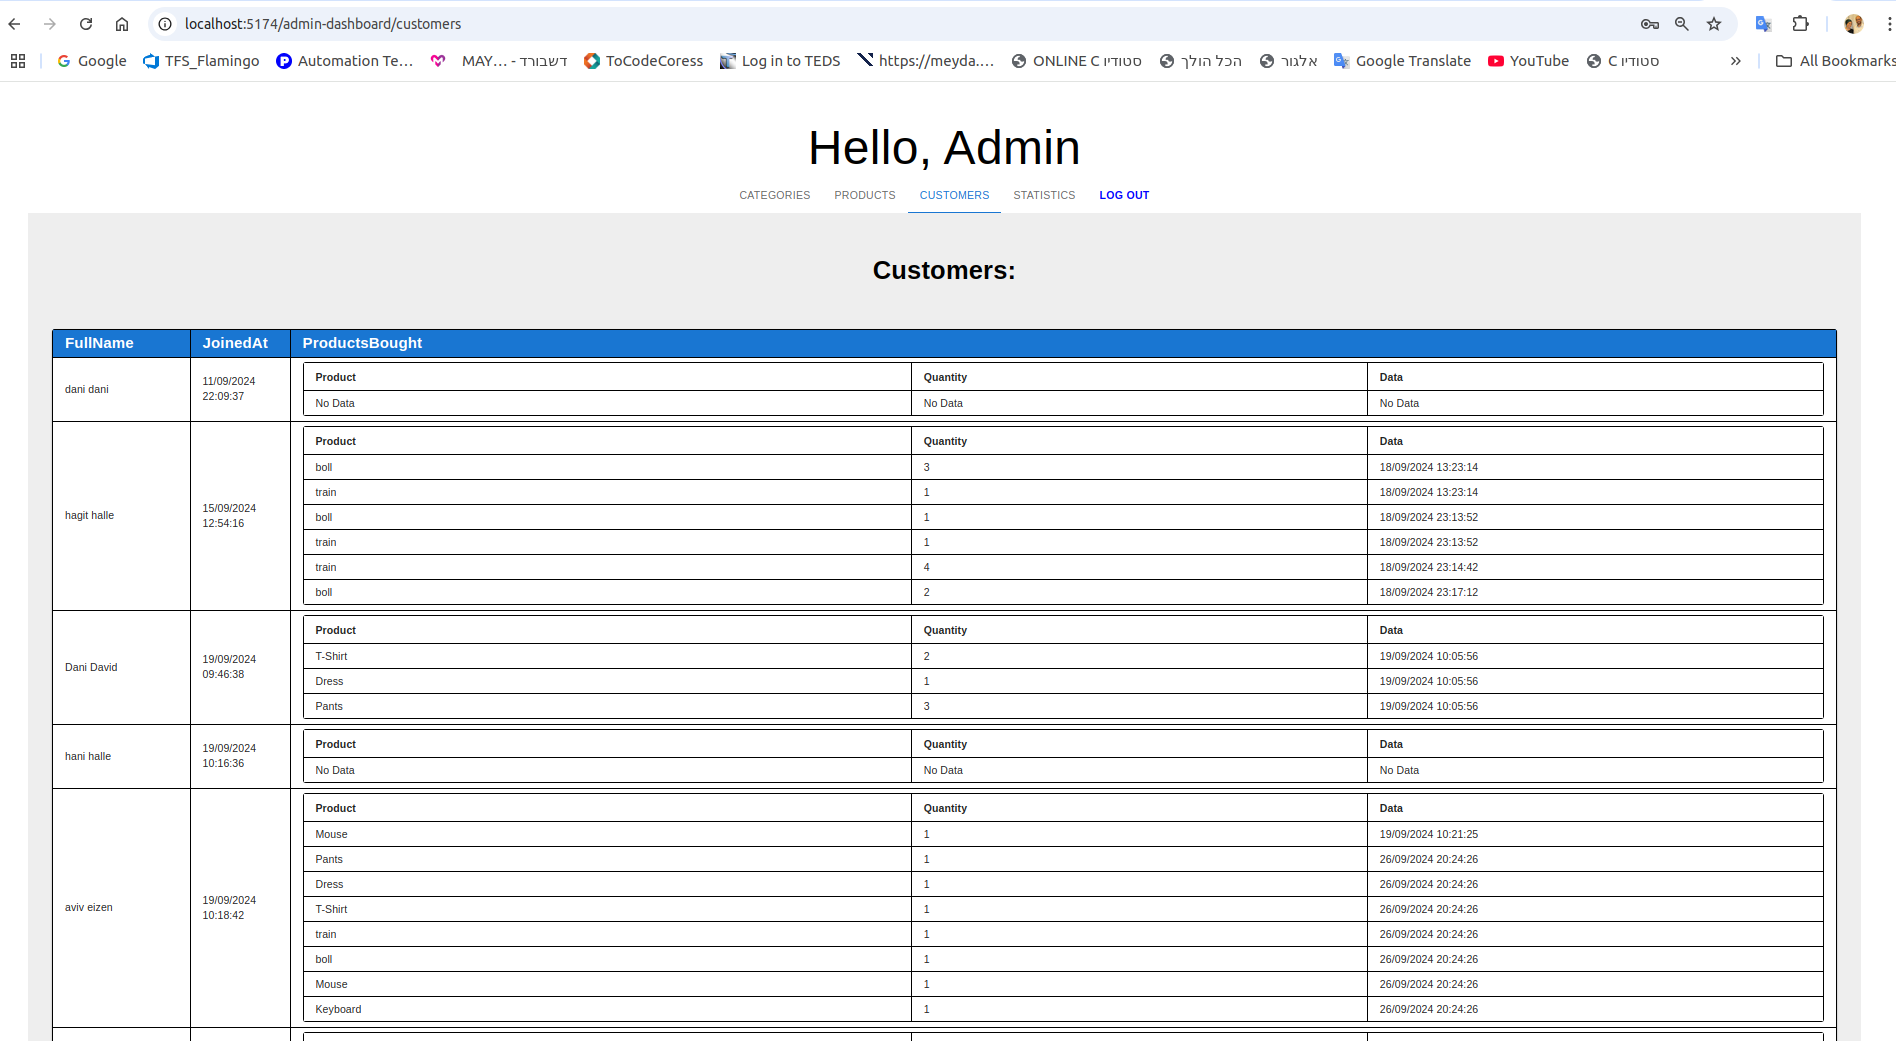 localhost:5174/admin-dashboard/customers
Google TFS_Flamingo Automation Te... MAY... - דשבורד ToCodeCoress Log in to TEDS https://meyda.... ONLINE C סטודיו הכל הולך אלגור Google Translate YouTube C סטודיו » All Bookmarks
Hello, Admin
CATEGORIES PRODUCTS CUSTOMERS STATISTICS LOG OUT
Customers:
FullName JoinedAt ProductsBought
dani dani
11/09/2024
22:09:37
Product Quantity Data
No Data No Data No Data
hagit halle
15/09/2024
12:54:16
Product Quantity Data
boll 3 18/09/2024 13:23:14
train 1 18/09/2024 13:23:14
boll 1 18/09/2024 23:13:52
train 1 18/09/2024 23:13:52
train 4 18/09/2024 23:14:42
boll 2 18/09/2024 23:17:12
Dani David
19/09/2024
09:46:38
Product Quantity Data
T-Shirt 2 19/09/2024 10:05:56
Dress 1 19/09/2024 10:05:56
Pants 3 19/09/2024 10:05:56
hani halle
19/09/2024
10:16:36
Product Quantity Data
No Data No Data No Data
aviv eizen
19/09/2024
10:18:42
Product Quantity Data
Mouse 1 19/09/2024 10:21:25
Pants 1 26/09/2024 20:24:26
Dress 1 26/09/2024 20:24:26
T-Shirt 1 26/09/2024 20:24:26
train 1 26/09/2024 20:24:26
boll 1 26/09/2024 20:24:26
Mouse 1 26/09/2024 20:24:26
Keyboard 1 26/09/2024 20:24:26